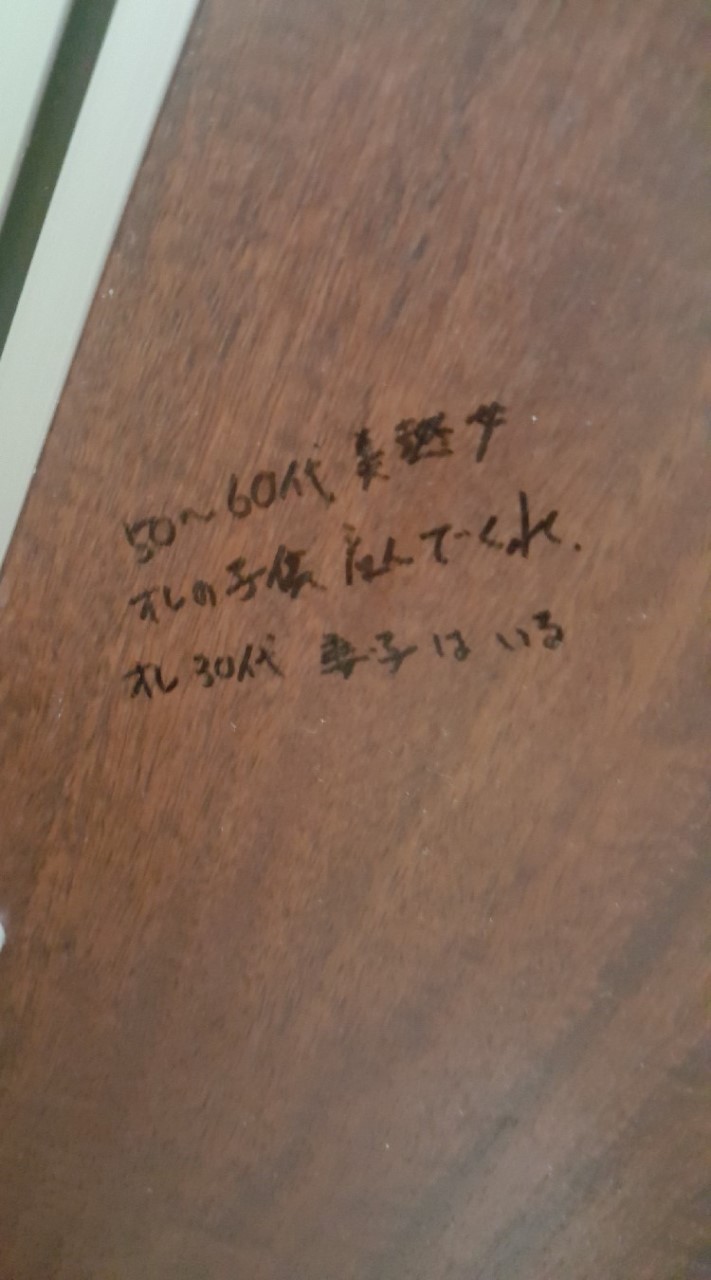 50～60代 美魔女
オレの子供 産んでくれ.
オレ30代 妻子はいる